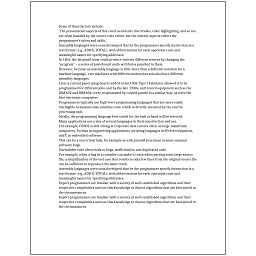 Some of these factors include:
The presentation aspects of this (such as indents, line breaks, color highlighting, and so on) are often handled by the source code editor, but the content aspects reflect the programmer's talent and skills.
Assembly languages were soon developed that let the programmer specify instruction in a text format (e.g., ADD X, TOTAL), with abbreviations for each operation code and meaningful names for specifying addresses.
In 1801, the Jacquard loom could produce entirely different weaves by changing the "program" – a series of pasteboard cards with holes punched in them.
However, because an assembly language is little more than a different notation for a machine language, two machines with different instruction sets also have different assembly languages.
Later a control panel (plug board) added to his 1906 Type I Tabulator allowed it to be programmed for different jobs, and by the late 1940s, unit record equipment such as the IBM 602 and IBM 604, were programmed by control panels in a similar way, as were the first electronic computers.
Programmers typically use high-level programming languages that are more easily intelligible to humans than machine code, which is directly executed by the central processing unit.
Ideally, the programming language best suited for the task at hand will be selected.
Many applications use a mix of several languages in their construction and use.
For example, COBOL is still strong in corporate data centers often on large mainframe computers, Fortran in engineering applications, scripting languages in Web development, and C in embedded software.
This can be a non-trivial task, for example as with parallel processes or some unusual software bugs.
Unreadable code often leads to bugs, inefficiencies, and duplicated code.
For example, when a bug in a compiler can make it crash when parsing some large source file, a simplification of the test case that results in only few lines from the original source file can be sufficient to reproduce the same crash.
Assembly languages were soon developed that let the programmer specify instruction in a text format (e.g., ADD X, TOTAL), with abbreviations for each operation code and meaningful names for specifying addresses.
Expert programmers are familiar with a variety of well-established algorithms and their respective complexities and use this knowledge to choose algorithms that are best suited to the circumstances.
Expert programmers are familiar with a variety of well-established algorithms and their respective complexities and use this knowledge to choose algorithms that are best suited to the circumstances.